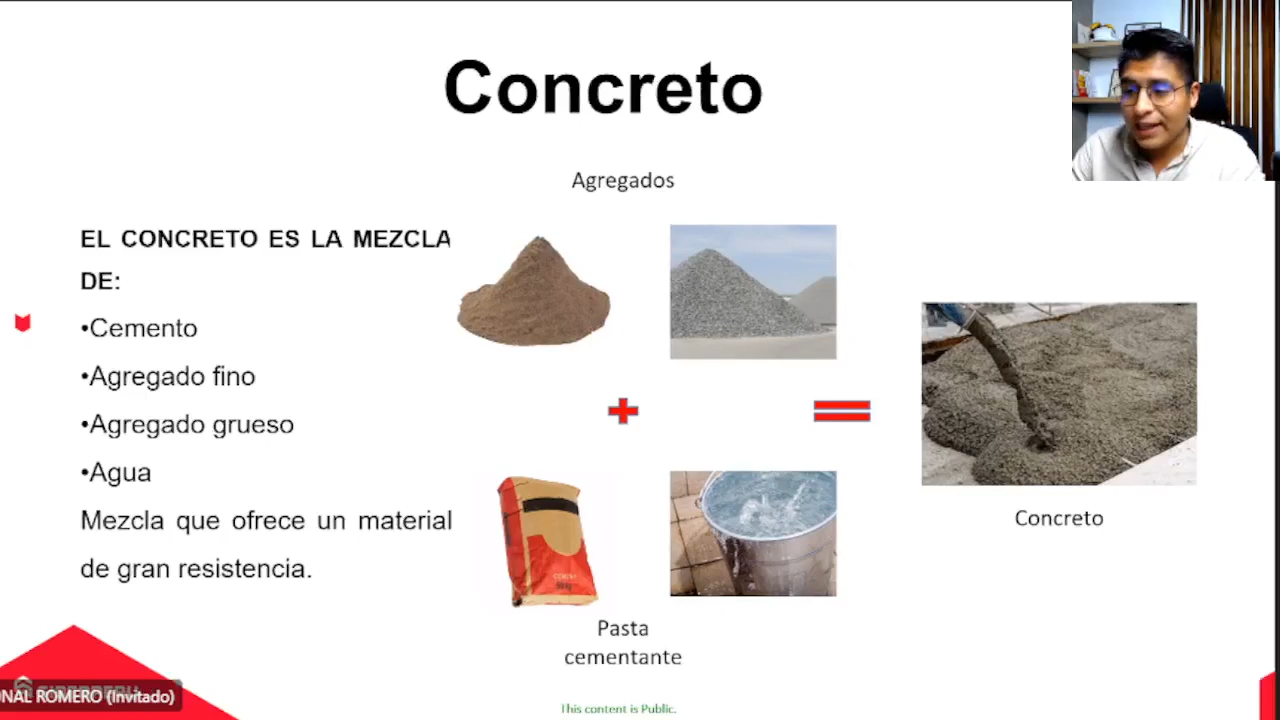 Concreto
Agregados
EL CONCRETO ES LA MEZCLA
DE:
•Cemento
•Agregado fino
•Agregado grueso
•Agua
Mezcla que ofrece un material
de gran resistencia.
Concreto
Pasta
cementante
NAL ROMERO (Invitado)
This content is Public.